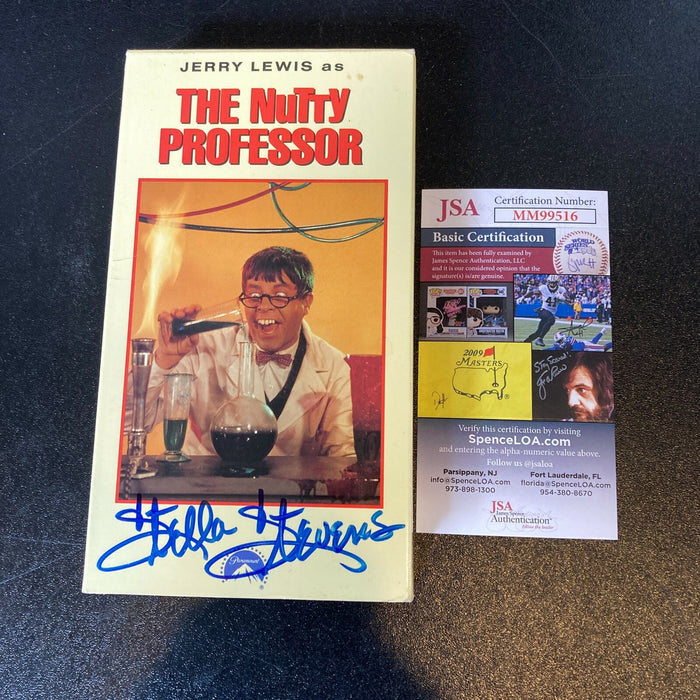 JERRY LEWIS as
THE NUTTY
PROFESSOR
Stella Stevens
Paramount
JSA
Certification Number:
MM99516
Basic Certification
This item has been fully examined by
James Spence Authentication, LLC
and it is our considered opinion that the
signature(s) is/are genuine.
2009
MASTERS
Verify this certification by visiting
SpenceLOA.com
and entering the alpha-numeric value above.
Follow us @jsaloa
Parsippany, NJ
info@SpenceLOA.com
973-898-1300
Fort Lauderdale, FL
florida@SpenceLOA.com
954-380-8670
JSA
James Spence
Authentication